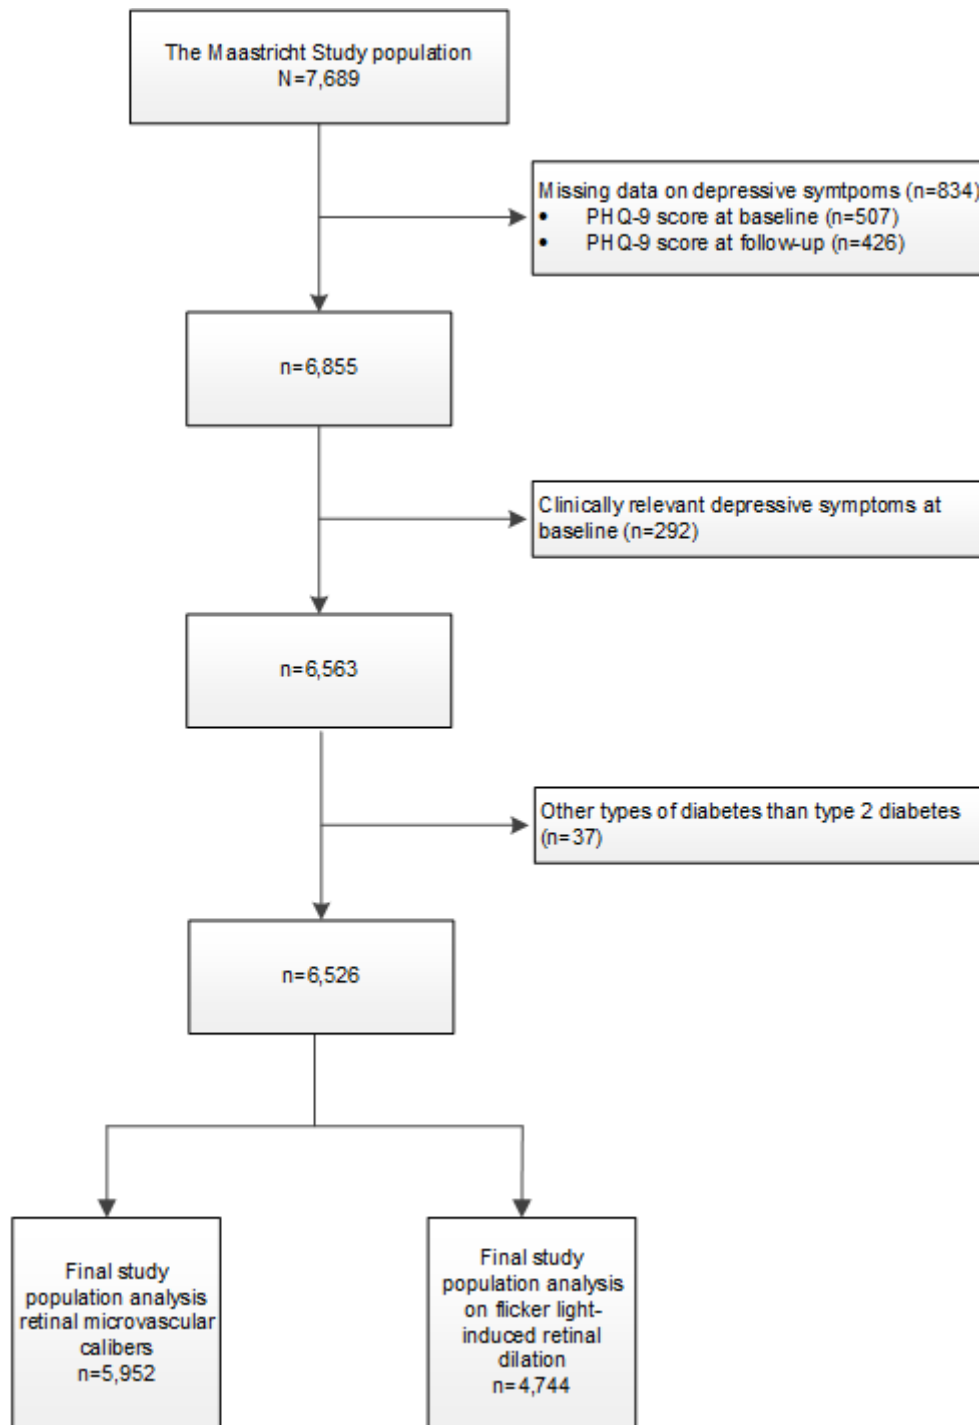 The Maastricht Study population
N=7,689
Missing data on depressive symtpoms (n=834)
• PHQ-9 score at baseline (n=507)
• PHQ-9 score at follow-up (n=426)
n=6,855
Clinically relevant depressive symptoms at
baseline (n=292)
n=6,563
Other types of diabetes than type 2 diabetes
(n=37)
n=6,526
Final study
population analysis
retinal microvascular
calibers
n=5,952
Final study
population analysis
on flicker light-
induced retinal
dilation
n=4,744